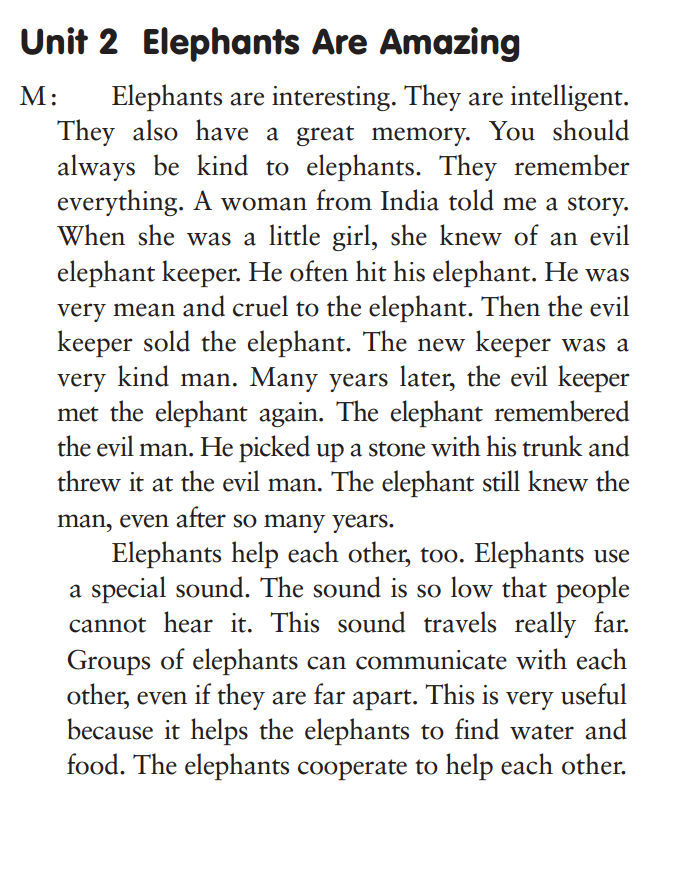 Unit 2 Elephants Are Amazing
M: Elephants are interesting. They are intelligent.
They also have a great memory. You should
always be kind to elephants. They remember
everything. A woman from India told me a story.
When she was a little girl, she knew of an evil
elephant keeper. He often hit his elephant. He was
very mean and cruel to the elephant. Then the evil
keeper sold the elephant. The new keeper was a
very kind man. Many years later, the evil keeper
met the elephant again. The elephant remembered
the evil man. He picked up a stone with his trunk and
threw it at the evil man. The elephant still knew the
man, even after so many years.
Elephants help each other, too. Elephants use
a special sound. The sound is so low that people
cannot hear it. This sound travels really far.
Groups of elephants can communicate with each
other, even if they are far apart. This is very useful
because it helps the elephants to find water and
food. The elephants cooperate to help each other.